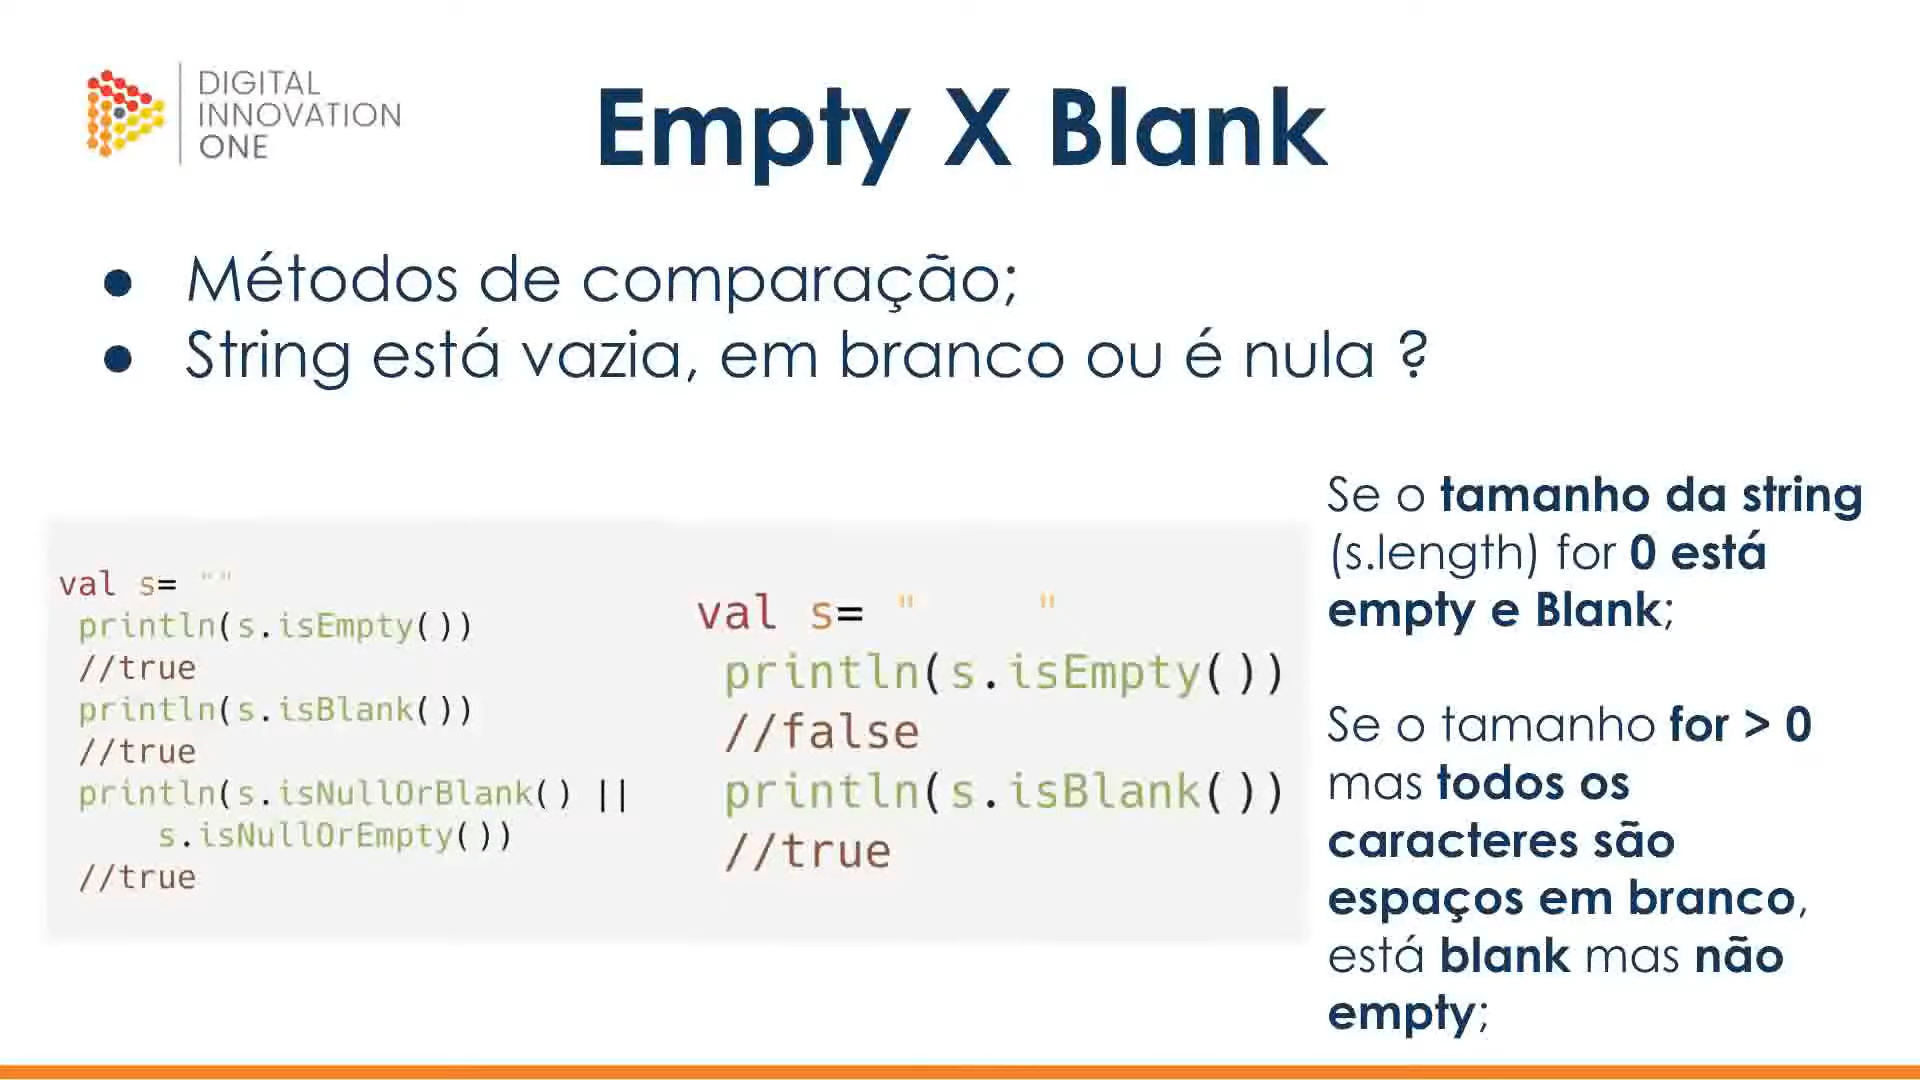 DIGITAL
INNOVATION
ONE
Empty X Blank
● Métodos de comparação;
● String está vazia, em branco ou é nula ?
val s= ""
println(s.isEmpty())
//true
println(s.isBlank())
//true
println(s.isNullOrBlank() ||
s.isNullOrEmpty())
//true
val s= "    "
println(s.isEmpty())
//false
println(s.isBlank())
//true
Se o tamanho da string
(s.length) for 0 está
empty e Blank;
Se o tamanho for > 0
mas todos os
caracteres são
espaços em branco,
está blank mas não
empty;